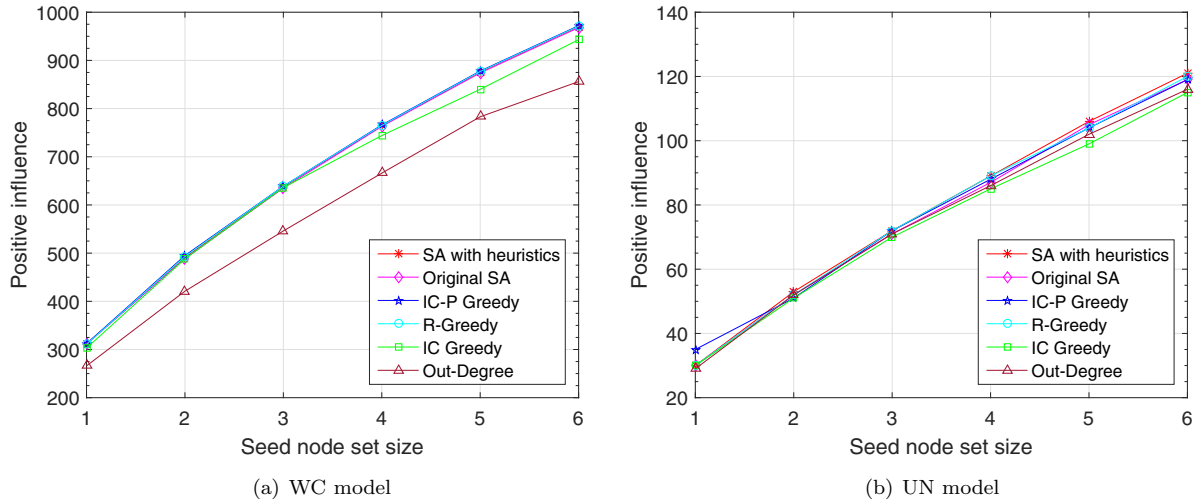 1000
900
800
700
600
500
400
300
200
Positive influence
1 2 3 4 5 6
Seed node set size
SA with heuristics
Original SA
IC-P Greedy
R-Greedy
IC Greedy
Out-Degree
(a) WC model
140
120
100
80
60
40
20
Positive influence
1 2 3 4 5 6
Seed node set size
SA with heuristics
Original SA
IC-P Greedy
R-Greedy
IC Greedy
Out-Degree
(b) UN model